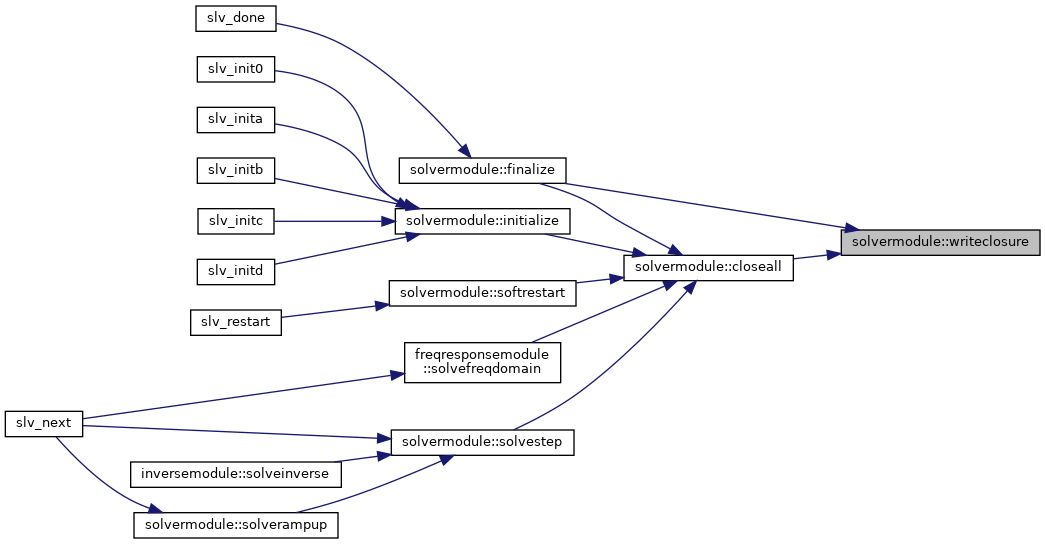 slv_done
slv_init0
slv_inita
slv_initb
slv_initc
slv_initd
slv_restart
slv_next
solvermodule::finalize
solvermodule::initialize
solvermodule::softrestart
freqresponsemodule
::solvefreqdomain
solvermodule::solvestep
inversemodule::solveinverse
solvermodule::solverampup
solvermodule::closeall
solvermodule::writeclosure